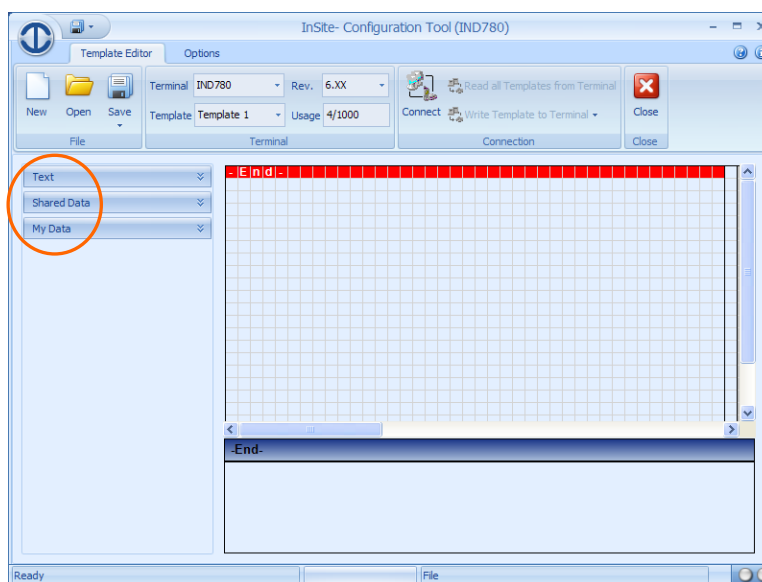 InSite- Configuration Tool (IND780)
Template Editor Options
New Open Save
File
Terminal IND780 Rev. 6.XX
Template Template 1 Usage 4/1000
Terminal
Connect Read all Templates from Terminal
Write Template to Terminal
Connection
Close
Close
Text
Shared Data
My Data
-End-
-End-
Ready File